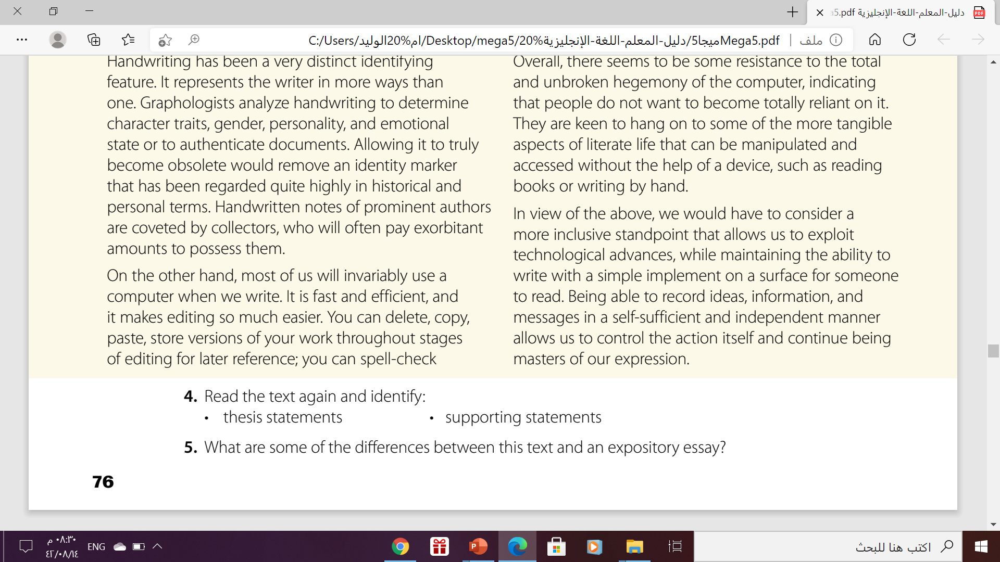 دليل-المعلم-اللغة-الإنجليزية a5.pdf
ملف
C:/Users/ام%20الوليد/Desktop/mega5/20%دليل-المعلم-اللغة-الإنجليزية/ميجا5Mega5.pdf
Handwriting has been a very distinct identifying
feature. It represents the writer in more ways than
one. Graphologists analyze handwriting to determine
character traits, gender, personality, and emotional
state or to authenticate documents. Allowing it to truly
become obsolete would remove an identity marker
that has been regarded quite highly in historical and
personal terms. Handwritten notes of prominent authors
are coveted by collectors, who will often pay exorbitant
amounts to possess them.
On the other hand, most of us will invariably use a
computer when we write. It is fast and efficient, and
it makes editing so much easier. You can delete, copy,
paste, store versions of your work throughout stages
of editing for later reference; you can spell-check
Overall, there seems to be some resistance to the total
and unbroken hegemony of the computer, indicating
that people do not want to become totally reliant on it.
They are keen to hang on to some of the more tangible
aspects of literate life that can be manipulated and
accessed without the help of a device, such as reading
books or writing by hand.
In view of the above, we would have to consider a
more inclusive standpoint that allows us to exploit
technological advances, while maintaining the ability to
write with a simple implement on a surface for someone
to read. Being able to record ideas, information, and
messages in a self-sufficient and independent manner
allows us to control the action itself and continue being
masters of our expression.
4. Read the text again and identify:
• thesis statements • supporting statements
5. What are some of the differences between this text and an expository essay?
76
٠٨:٣٠ م
٤٢/٠٨/١٤
ENG
اكتب هنا للبحث